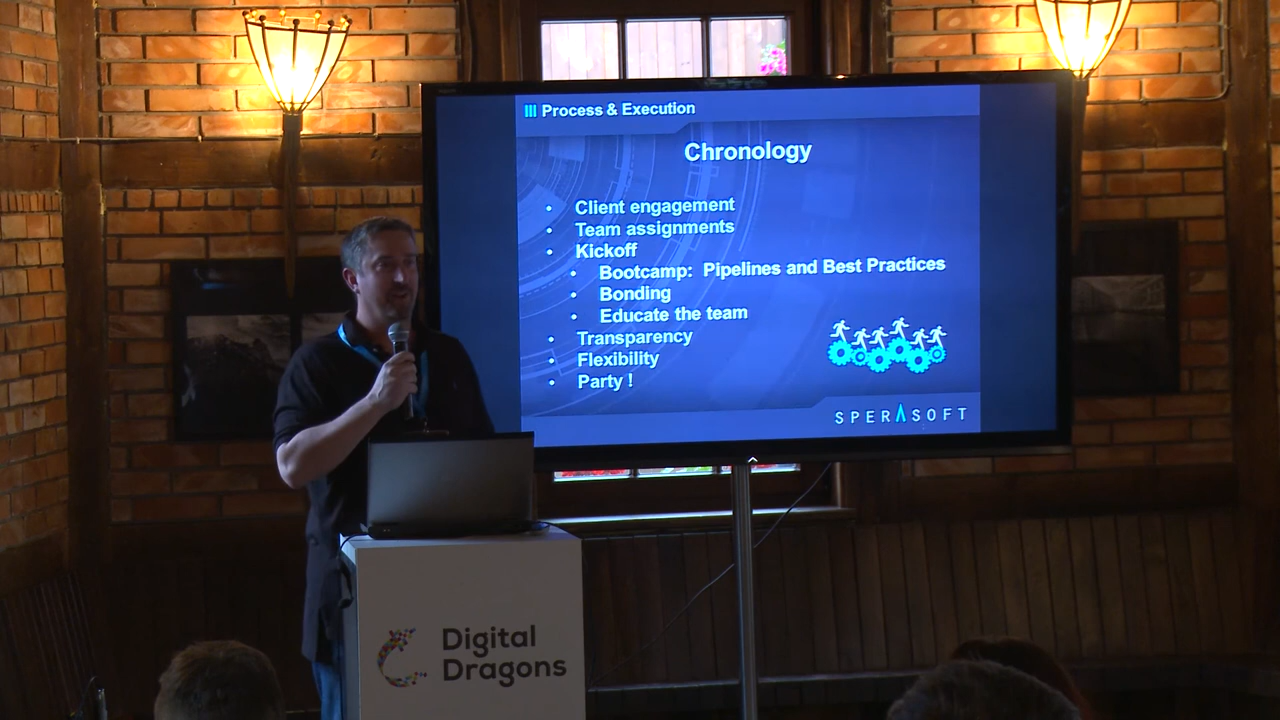 Process & Execution
Chronology
• Client engagement
• Team assignments
• Kickoff
• Bootcamp: Pipelines and Best Practices
• Bonding
• Educate the team
• Transparency
• Flexibility
• Party !
SPERASOFT
Digital
Dragons